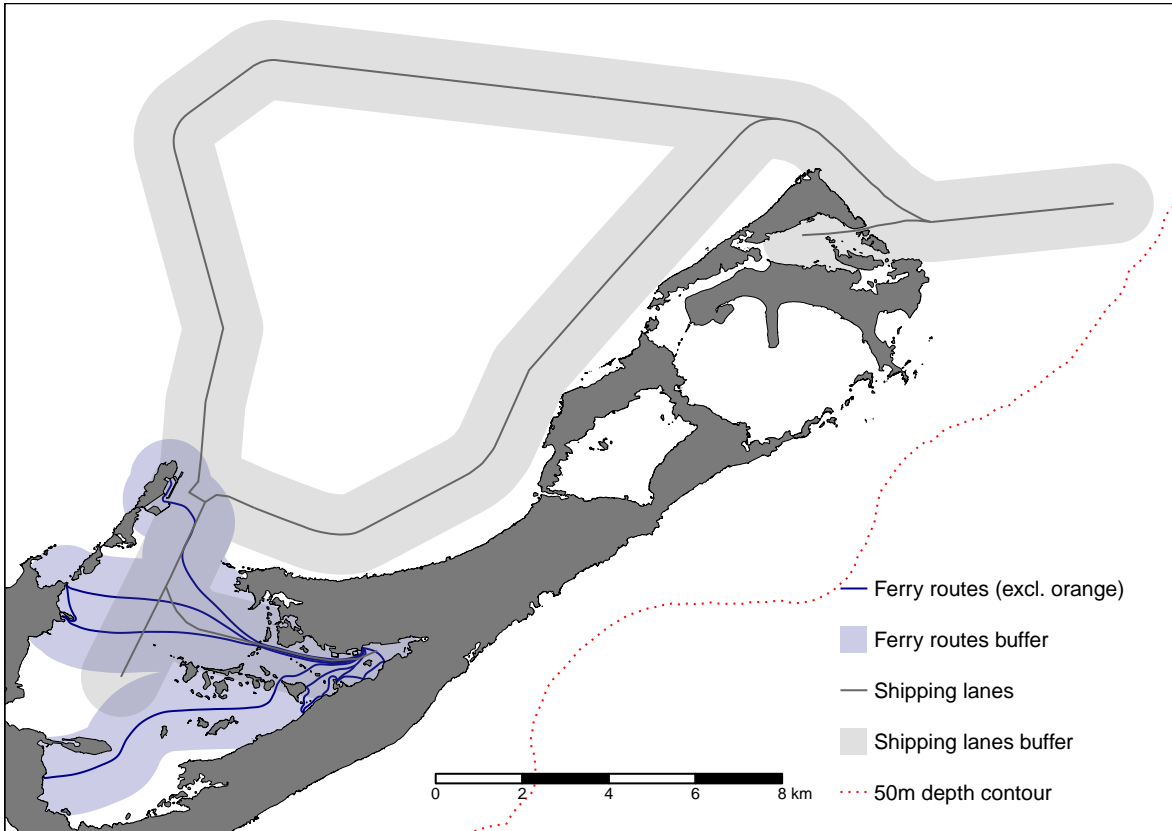 Ferry routes (excl. orange)
Ferry routes buffer
Shipping lanes
Shipping lanes buffer
50m depth contour
0 2 4 6 8 km